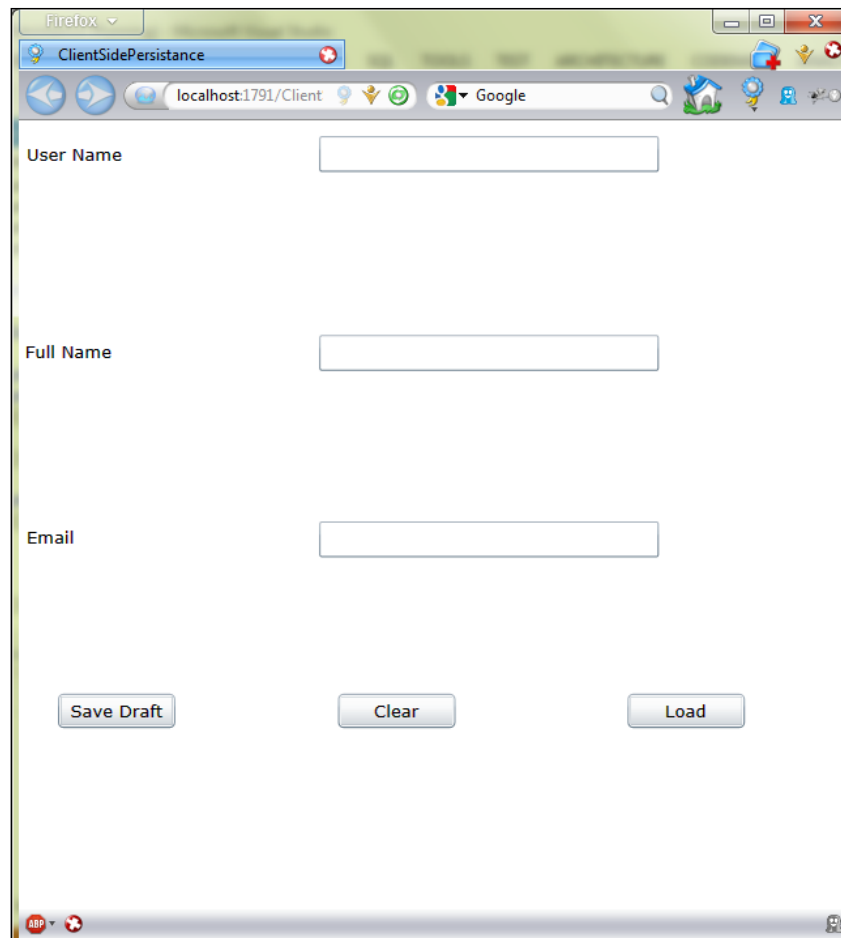 Firefox
ClientSidePersistance
localhost:1791/Client
Google
User Name
Full Name
Email
Save Draft
Clear
Load
ABP